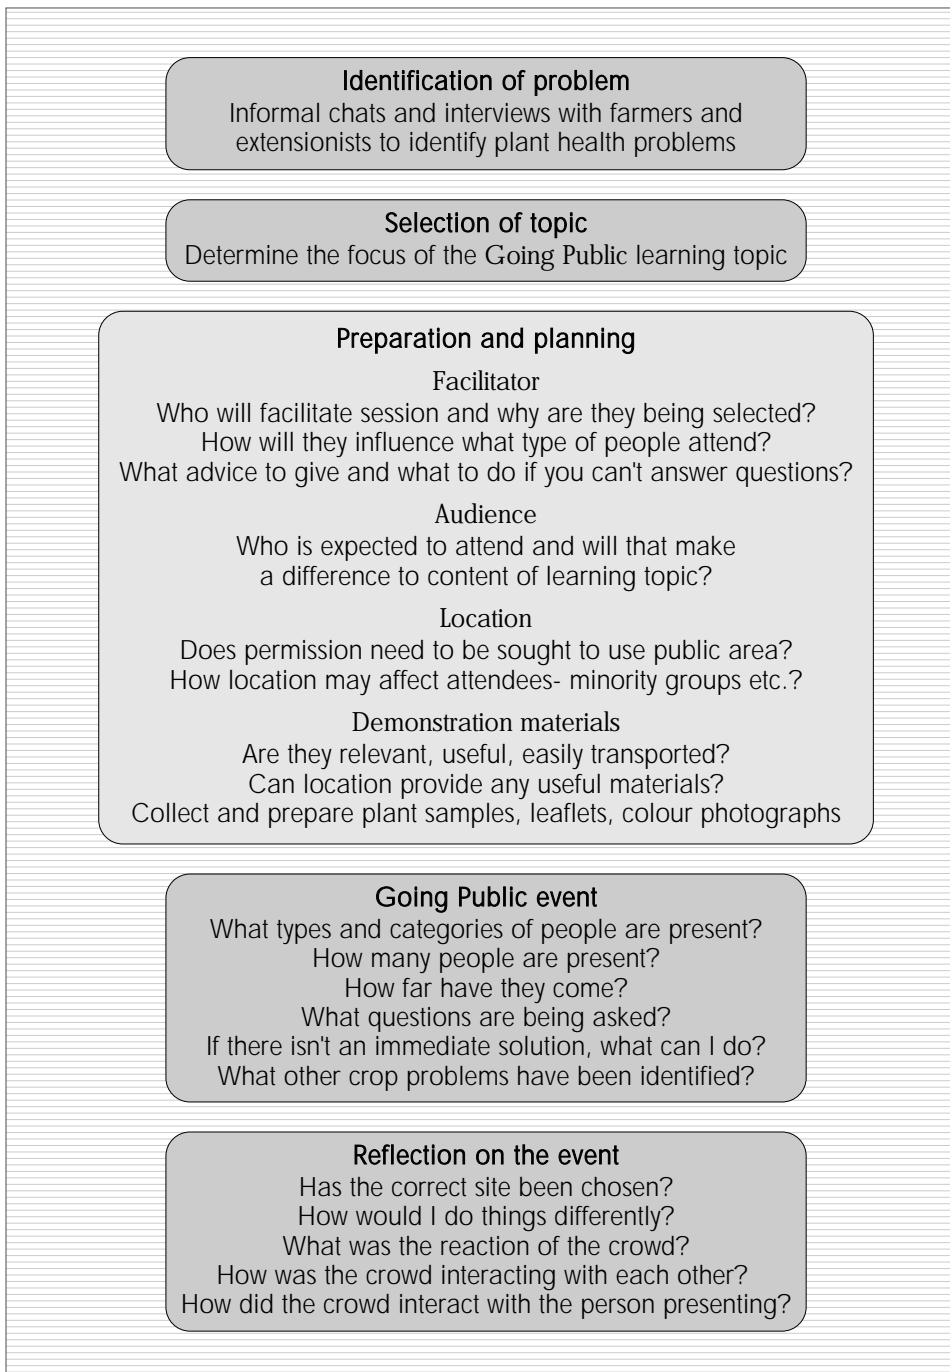 Identification of problem
Informal chats and interviews with farmers and
extensionists to identify plant health problems
Selection of topic
Determine the focus of the Going Public learning topic
Preparation and planning
Facilitator
Who will facilitate session and why are they being selected?
How will they influence what type of people attend?
What advice to give and what to do if you can't answer questions?
Audience
Who is expected to attend and will that make
a difference to content of learning topic?
Location
Does permission need to be sought to use public area?
How location may affect attendees- minority groups etc.?
Demonstration materials
Are they relevant, useful, easily transported?
Can location provide any useful materials?
Collect and prepare plant samples, leaflets, colour photographs
Going Public event
What types and categories of people are present?
How many people are present?
How far have they come?
What questions are being asked?
If there isn't an immediate solution, what can I do?
What other crop problems have been identified?
Reflection on the event
Has the correct site been chosen?
How would I do things differently?
What was the reaction of the crowd?
How was the crowd interacting with each other?
How did the crowd interact with the person presenting?